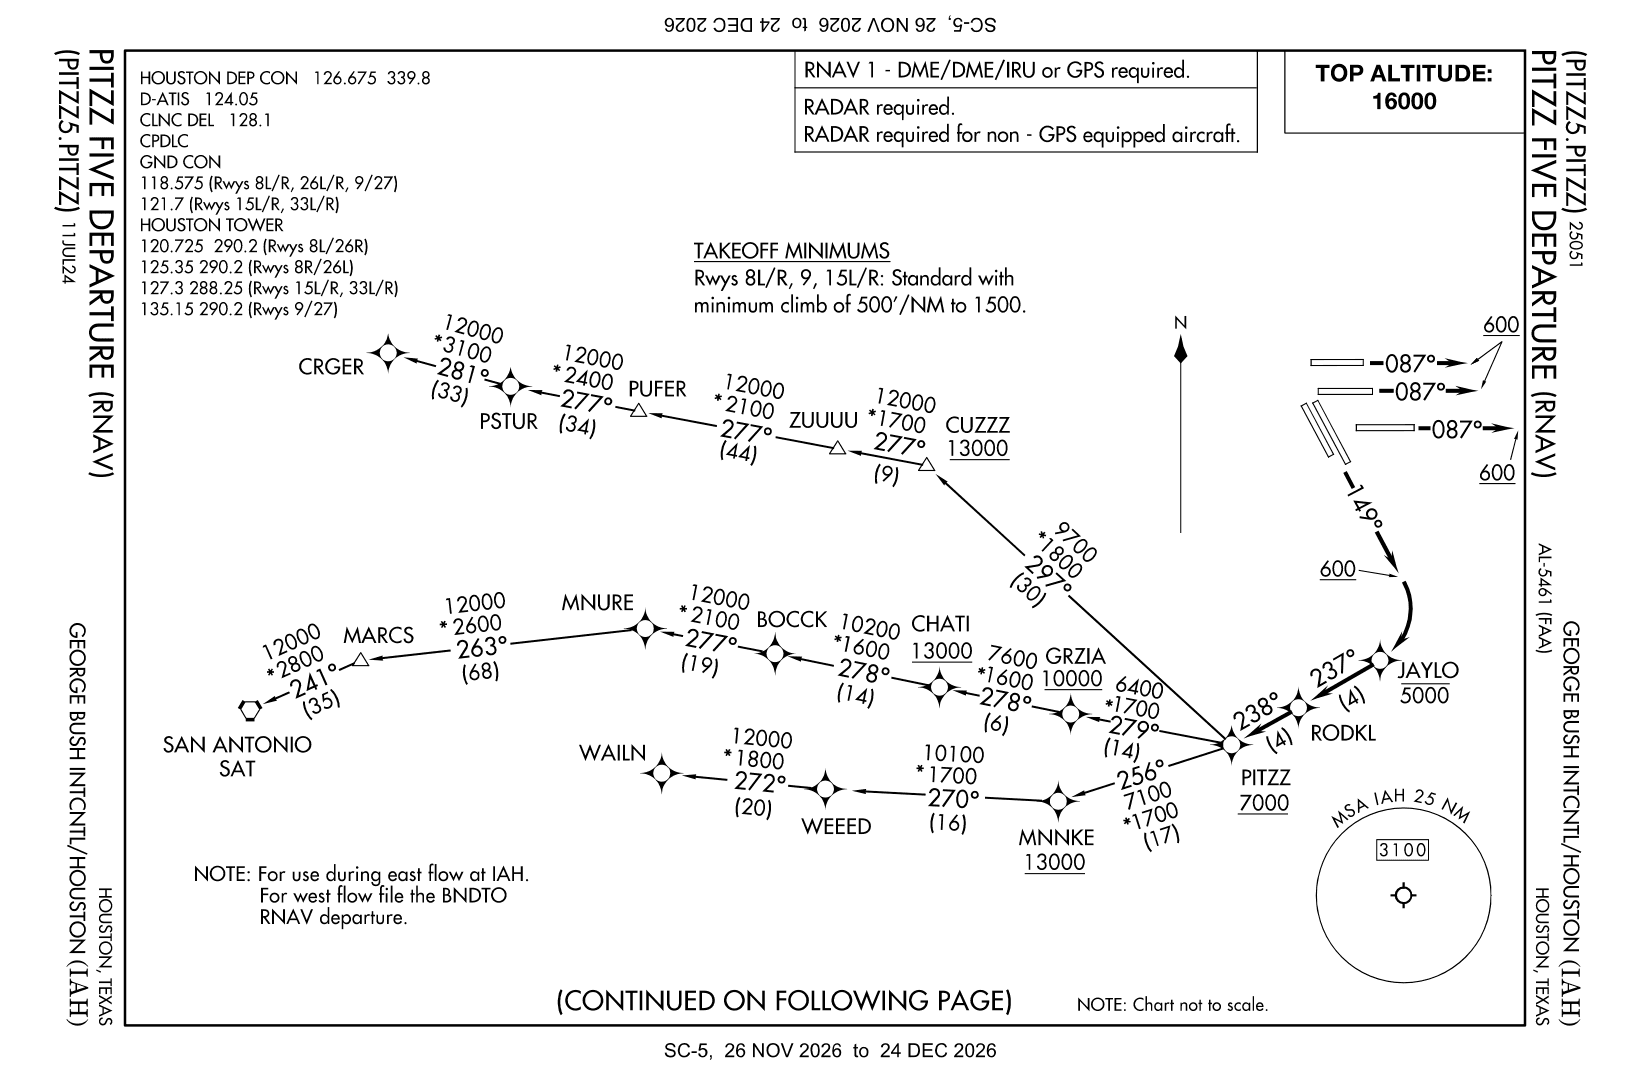 SC-5, 26 NOV 2026 to 24 DEC 2026
(PITZZ5.PITZZ) 11JUL24
PITZZ FIVE DEPARTURE (RNAV)
GEORGE BUSH INTCNTL/HOUSTON (IAH)
HOUSTON, TEXAS
HOUSTON DEP CON 126.675 339.8
D-ATIS 124.05
CLNC DEL 128.1
CPDLC
GND CON
118.575 (Rwys 8L/R, 26L/R, 9/27)
121.7 (Rwys 15L/R, 33L/R)
HOUSTON TOWER
120.725 290.2 (Rwys 8L/26R)
125.35 290.2 (Rwys 8R/26L)
127.3 288.25 (Rwys 15L/R, 33L/R)
135.15 290.2 (Rwys 9/27)
RNAV 1 - DME/DME/IRU or GPS required.
RADAR required.
RADAR required for non - GPS equipped aircraft.
TOP ALTITUDE:
16000
(PITZZ5.PITZZ) 25051
PITZZ FIVE DEPARTURE (RNAV)
AL-5461 (FAA)
GEORGE BUSH INTCNTL/HOUSTON (IAH)
HOUSTON, TEXAS
TAKEOFF MINIMUMS
Rwys 8L/R, 9, 15L/R: Standard with
minimum climb of 500'/NM to 1500.
N
600
087°
087°
087°
600
149°
600
CRGER
12000
*3100
281°
(33)
PSTUR
12000
*2400
277°
(34)
PUFER
12000
*2100
277°
(44)
ZUUUU
12000
*1700
277°
(9)
CUZZZ
13000
9700
*1800
297°
(30)
SAN ANTONIO
SAT
12000
*2800
241°
(35)
MARCS
12000
*2600
263°
(68)
MNURE
12000
*2100
277°
(19)
BOCCK
10200
*1600
278°
(14)
CHATI
13000
7600
*1600
278°
(6)
GRZIA
10000
6400
*1700
279°
(14)
237°
(4)
JAYLO
5000
238°
(4)
RODKL
PITZZ
7000
WAILN
12000
*1800
272°
(20)
WEEED
10100
*1700
270°
(16)
MNNKE
13000
256°
7100
*1700
(17)
MSA IAH 25 NM
3100
NOTE: For use during east flow at IAH.
For west flow file the BNDTO
RNAV departure.
(CONTINUED ON FOLLOWING PAGE)
NOTE: Chart not to scale.
SC-5, 26 NOV 2026 to 24 DEC 2026